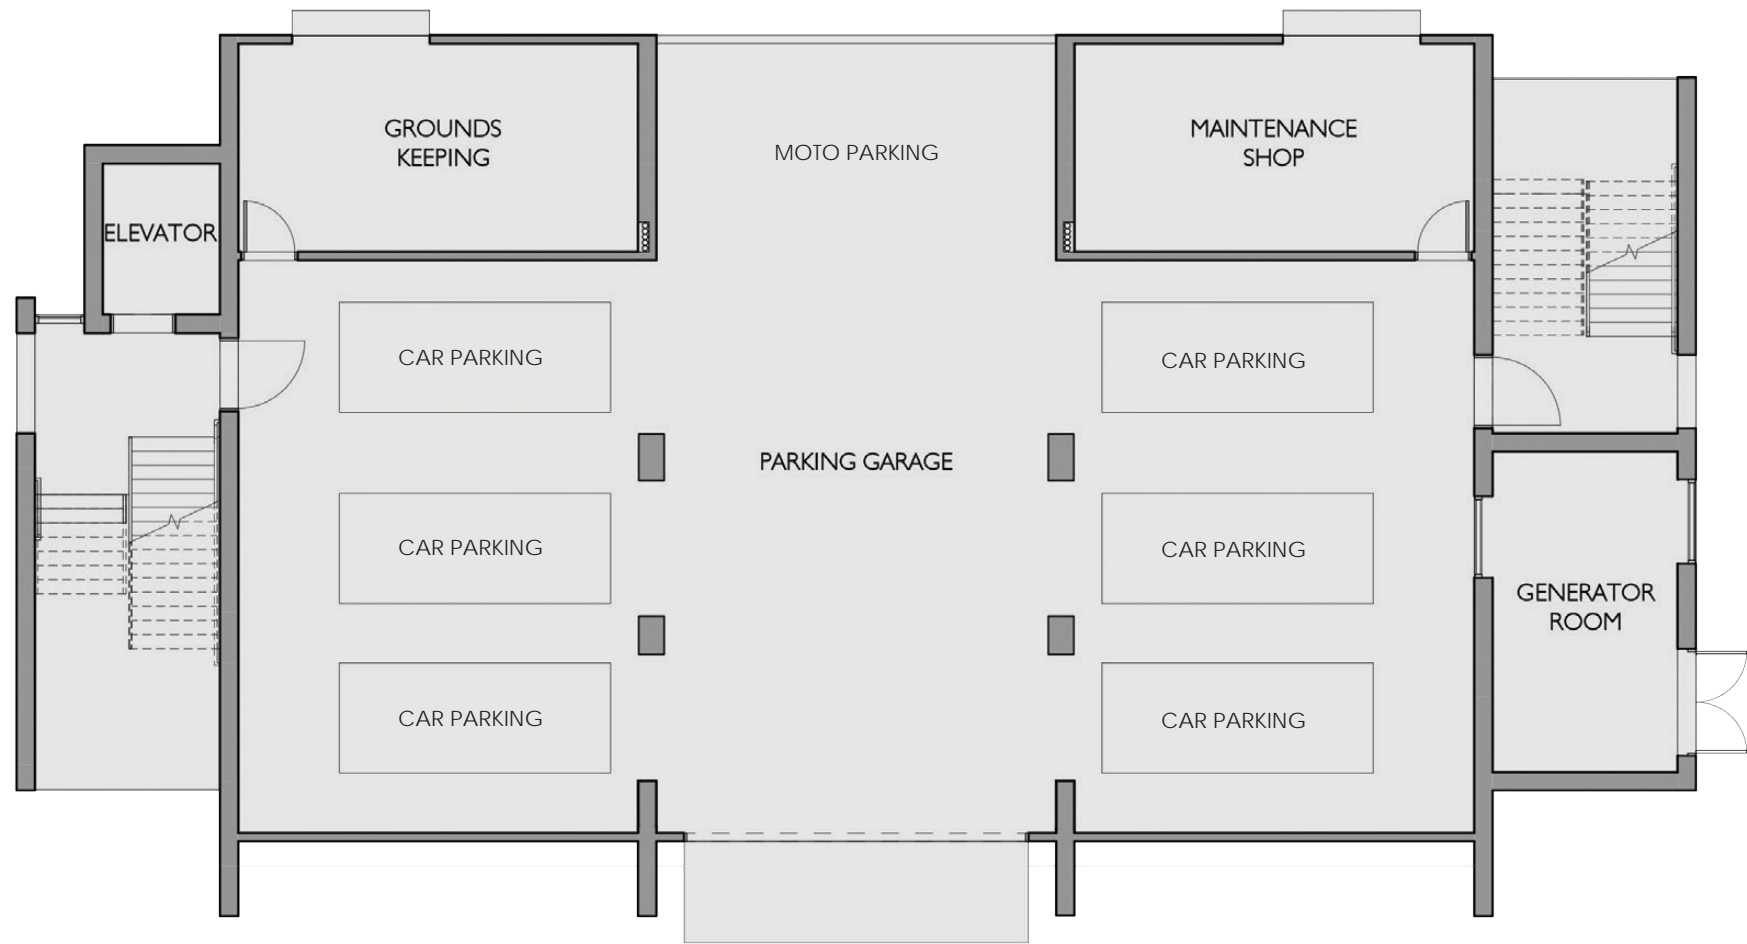 GROUNDS
KEEPING
MOTO PARKING
MAINTENANCE
SHOP
ELEVATOR
CAR PARKING
CAR PARKING
PARKING GARAGE
CAR PARKING
CAR PARKING
GENERATOR
ROOM
CAR PARKING
CAR PARKING